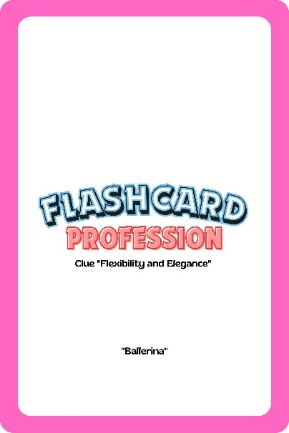 FLASHCARD
PROFESSION
Clue "Flexibility and Elegance"
"Ballerina"